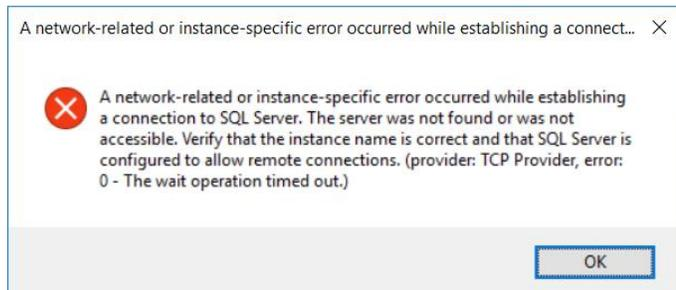 A network-related or instance-specific error occurred while establishing a connect...
A network-related or instance-specific error occurred while establishing
a connection to SQL Server. The server was not found or was not
accessible. Verify that the instance name is correct and that SQL Server is
configured to allow remote connections. (provider: TCP Provider, error:
0 - The wait operation timed out.)
OK